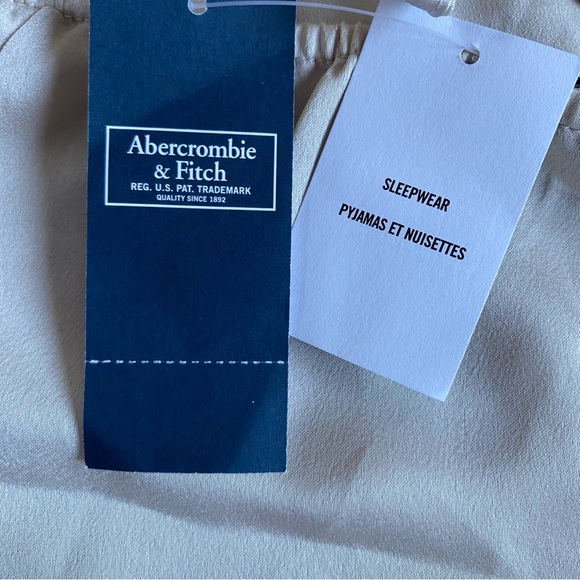 Abercrombie
& Fitch
REG. U.S. PAT. TRADEMARK
QUALITY SINCE 1892
SLEEPWEAR
PYJAMAS ET NUISETTES